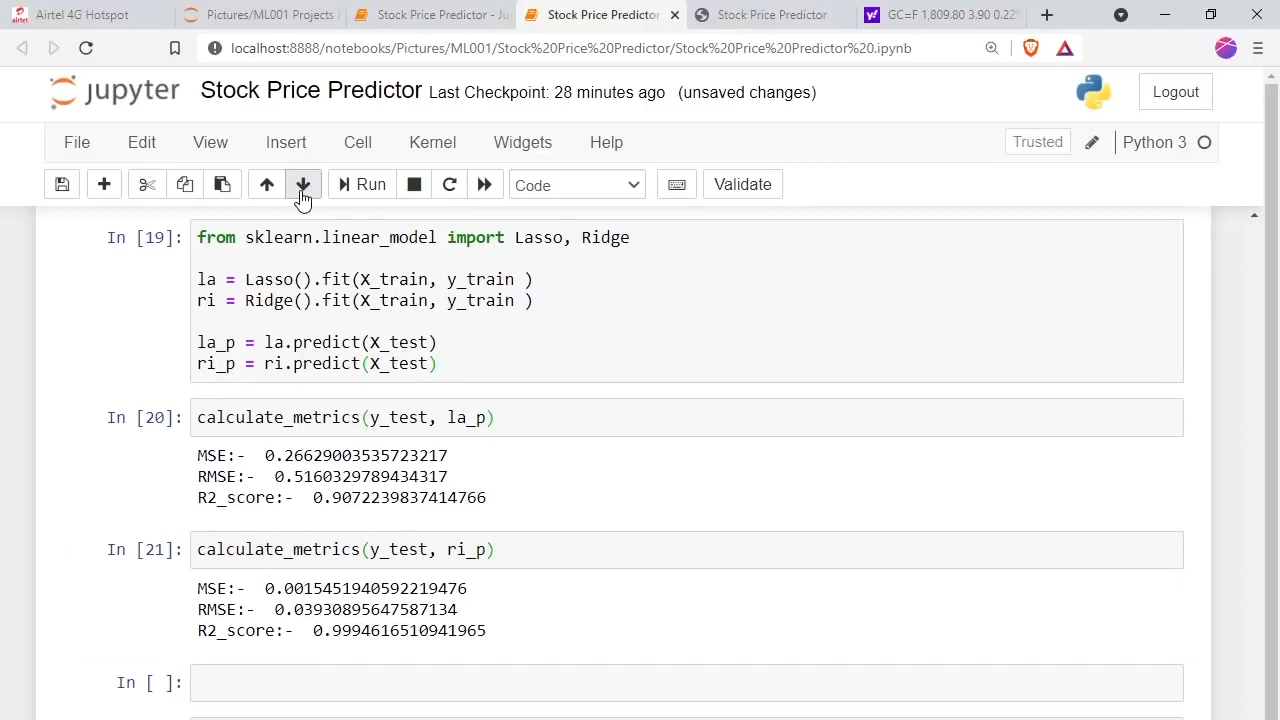 Airtel 4G Hotspot
Pictures/ML001 Projects F
Stock Price Predictor - Ju
Stock Price Predictor
Stock Price Predictor
GC=F 1,809.80 3.90 0.22%
localhost:8888/notebooks/Pictures/ML001/Stock%20Price%20Predictor/Stock%20Price%20Predictor%20.ipynb
jupyter Stock Price Predictor Last Checkpoint: 28 minutes ago (unsaved changes)
Logout
File Edit View Insert Cell Kernel Widgets Help
Trusted
Python 3
Run
Code
Validate
In [19]: from sklearn.linear_model import Lasso, Ridge
la = Lasso().fit(X_train, y_train )
ri = Ridge().fit(X_train, y_train )
la_p = la.predict(X_test)
ri_p = ri.predict(X_test)
In [20]: calculate_metrics(y_test, la_p)
MSE:-  0.26629003535723217
RMSE:-  0.5160329789434317
R2_score:-  0.9072239837414766
In [21]: calculate_metrics(y_test, ri_p)
MSE:-  0.0015451940592219476
RMSE:-  0.03930895647587134
R2_score:-  0.9994616510941965
In [ ]: